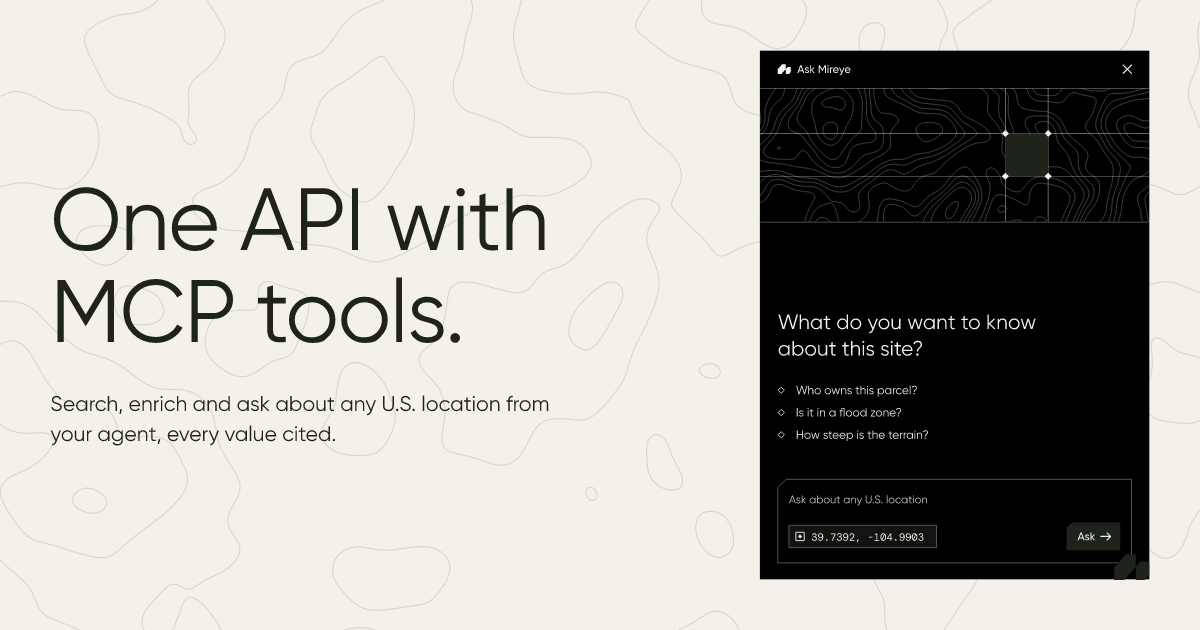 One API with
MCP tools.
Search, enrich and ask about any U.S. location from
your agent, every value cited.
Ask Mireye
What do you want to know
about this site?
Who owns this parcel?
Is it in a flood zone?
How steep is the terrain?
Ask about any U.S. location
39.7392, -104.9903
Ask →